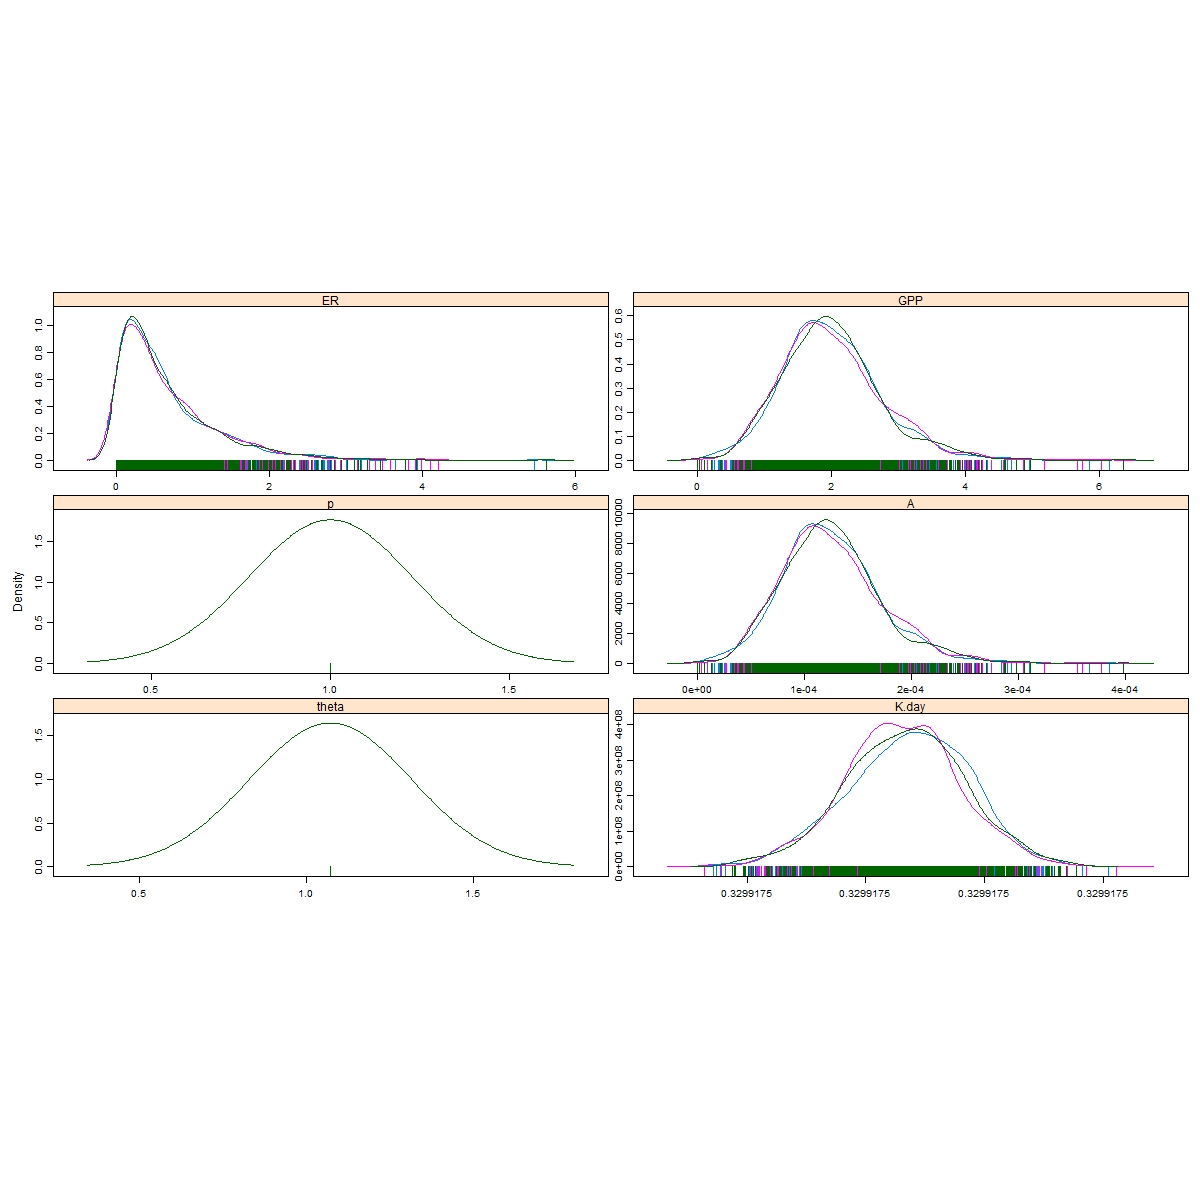 ER
GPP
0.0 0.2 0.4 0.6 0.8 1.0
0 2 4 6
0.0 0.1 0.2 0.3 0.4 0.5 0.6
0 2 4 6
p
A
Density
0.0 0.5 1.0 1.5
0.5 1.0 1.5
0 2000 4000 6000 8000 10000
0e+00 1e-04 2e-04 3e-04 4e-04
theta
K.day
0.0 0.5 1.0 1.5
0.5 1.0 1.5
0e+00 1e+08 2e+08 3e+08 4e+08
0.3299175 0.3299175 0.3299175 0.3299175